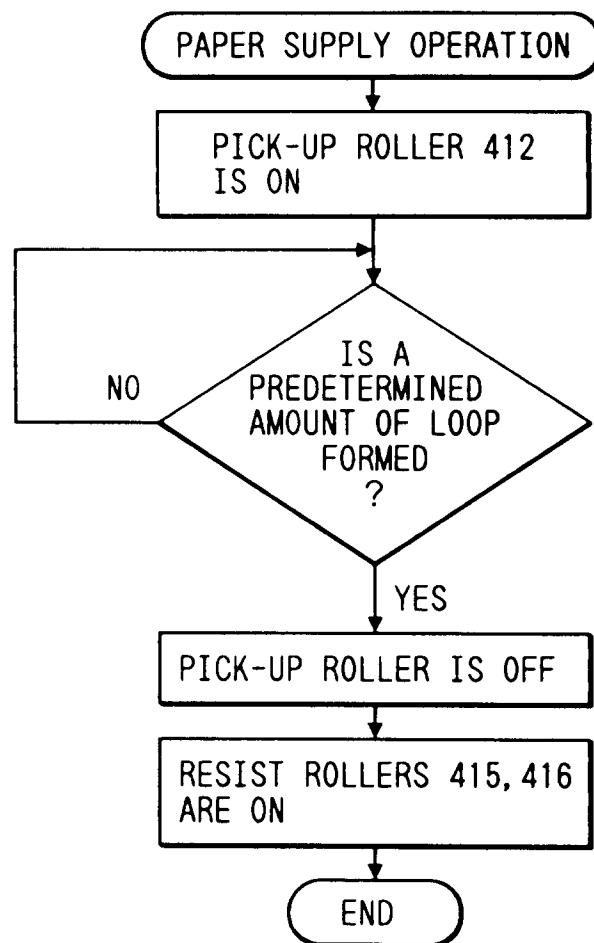 PAPER SUPPLY OPERATION
PICK-UP ROLLER 412
IS ON
IS A
PREDETERMINED
AMOUNT OF LOOP
FORMED
?
NO
YES
PICK-UP ROLLER IS OFF
RESIST ROLLERS 415, 416
ARE ON
END